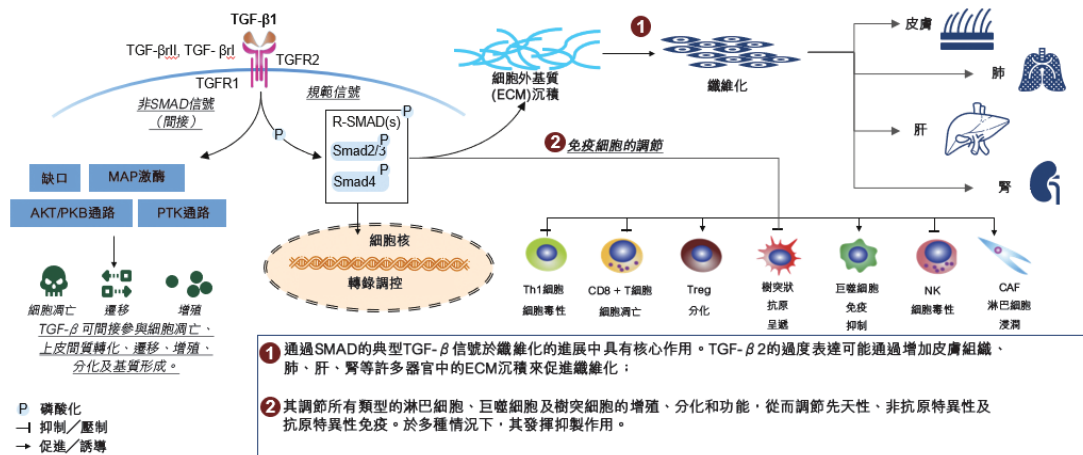 TGF-β1
TGF-βrII, TGF- βrI
TGFR2
TGFR1
非SMAD信號
（間接）
規範信號
P
P
R-SMAD(s)
P
Smad2/3
P
Smad4
缺口
MAP激酶
AKT/PKB通路
PTK通路
細胞凋亡
遷移
增殖
TGF-β 可間接參與細胞凋亡、
上皮間質轉化、遷移、增殖、
分化及基質形成。
P 磷酸化
抑制／壓制
促進／誘導
細胞核
轉錄調控
細胞外基質
(ECM)沉積
1
纖維化
皮膚
肺
肝
腎
2 免疫細胞的調節
Th1細胞
細胞毒性
CD8 + T細胞
細胞凋亡
Treg
分化
樹突狀
抗原
呈遞
巨噬細胞
免疫
抑制
NK
細胞毒性
CAF
淋巴細胞
浸潤
1 通過SMAD的典型TGF-β信號於纖維化的進展中具有核心作用。TGF-β2的過度表達可能通過增加皮膚組織、
肺、肝、腎等許多器官中的ECM沉積來促進纖維化；
2 其調節所有類型的淋巴細胞、巨噬細胞及樹突細胞的增殖、分化和功能，從而調節先天性、非抗原特異性及
抗原特異性免疫。於多種情況下，其發揮抑製作用。